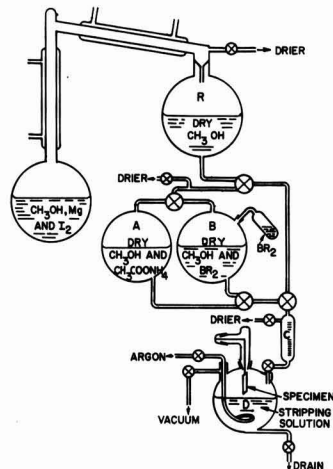 DRIER
R
DRY
CH3OH
CH3OH, Mg
AND I2
DRIER
A
DRY
CH3OH AND
CH3COONH4
B
DRY
CH3OH AND
BR2
BR2
DRIER
ARGON
SPECIMEN
STRIPPING
SOLUTION
VACUUM
DRAIN